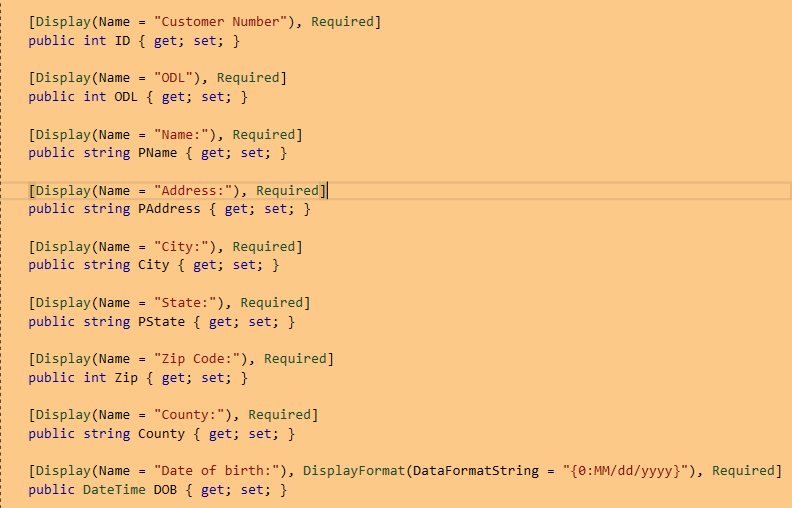 [Display(Name = "Customer Number"), Required]
public int ID { get; set; }
[Display(Name = "ODL"), Required]
public int ODL { get; set; }
[Display(Name = "Name:"), Required]
public string PName { get; set; }
[Display(Name = "Address:"), Required]
public string PAddress { get; set; }
[Display(Name = "City:"), Required]
public string City { get; set; }
[Display(Name = "State:"), Required]
public string PState { get; set; }
[Display(Name = "Zip Code:"), Required]
public int Zip { get; set; }
[Display(Name = "County:"), Required]
public string County { get; set; }
[Display(Name = "Date of birth:"), DisplayFormat(DataFormatString = "{0:MM/dd/yyyy}"), Required]
public DateTime DOB { get; set; }